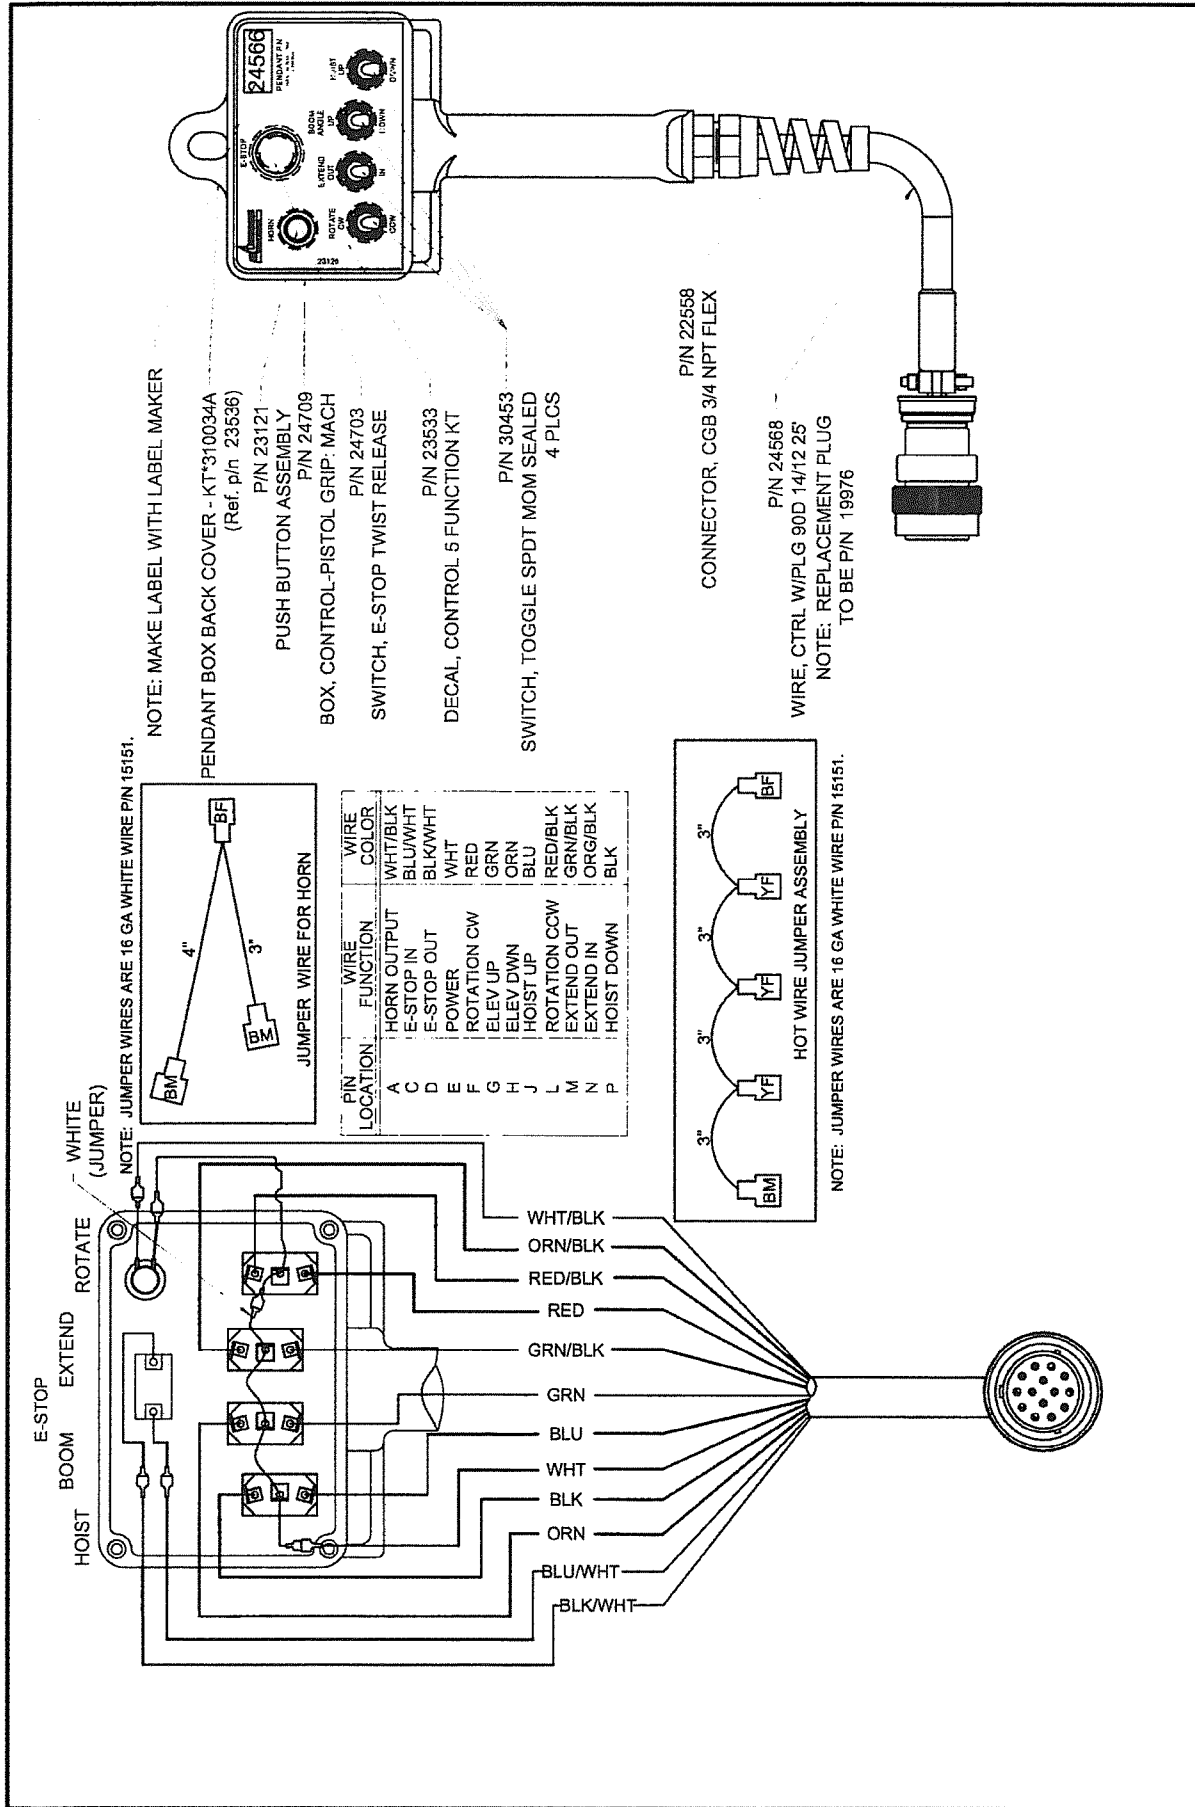 24566
PENDANT P.N
E-STOP
HORN
HOIST
UP
DOWN
BOOM
ANGLE
UP
DOWN
EXTEND
OUT
IN
ROTATE
CW
CCW
23126
NOTE: MAKE LABEL WITH LABEL MAKER
PENDANT BOX BACK COVER - KT*310034A
(Ref. p/n 23536)
P/N 23121
PUSH BUTTON ASSEMBLY
P/N 24709
BOX, CONTROL-PISTOL GRIP: MACH
P/N 24703
SWITCH, E-STOP TWIST RELEASE
P/N 23533
DECAL, CONTROL 5 FUNCTION KT
P/N 30453
SWITCH, TOGGLE SPDT MOM SEALED
4 PLCS
P/N 22558
CONNECTOR, CGB 3/4 NPT FLEX
P/N 24568
WIRE, CTRL W/PLG 90D 14/12 25'
NOTE: REPLACEMENT PLUG
TO BE P/N 19976
NOTE: JUMPER WIRES ARE 16 GA WHITE WIRE P/N 15151.
BM
4"
BF
BM
3"
JUMPER WIRE FOR HORN
PIN LOCATION WIRE FUNCTION WIRE COLOR
A HORN OUTPUT WHT/BLK
C E-STOP IN BLU/WHT
D E-STOP OUT BLK/WHT
E POWER WHT
F ROTATION CW RED
G ELEV UP GRN
H ELEV DWN ORN
J HOIST UP BLU
L ROTATION CCW RED/BLK
M EXTEND OUT GRN/BLK
N EXTEND IN ORG/BLK
P HOIST DOWN BLK
3" 3" 3" 3"
BM YF YF YF BF
HOT WIRE JUMPER ASSEMBLY
NOTE: JUMPER WIRES ARE 16 GA WHITE WIRE P/N 15151.
E-STOP
HOIST BOOM EXTEND ROTATE
WHITE
(JUMPER)
WHT/BLK
ORN/BLK
RED/BLK
RED
GRN/BLK
GRN
BLU
WHT
BLK
ORN
BLU/WHT
BLK/WHT